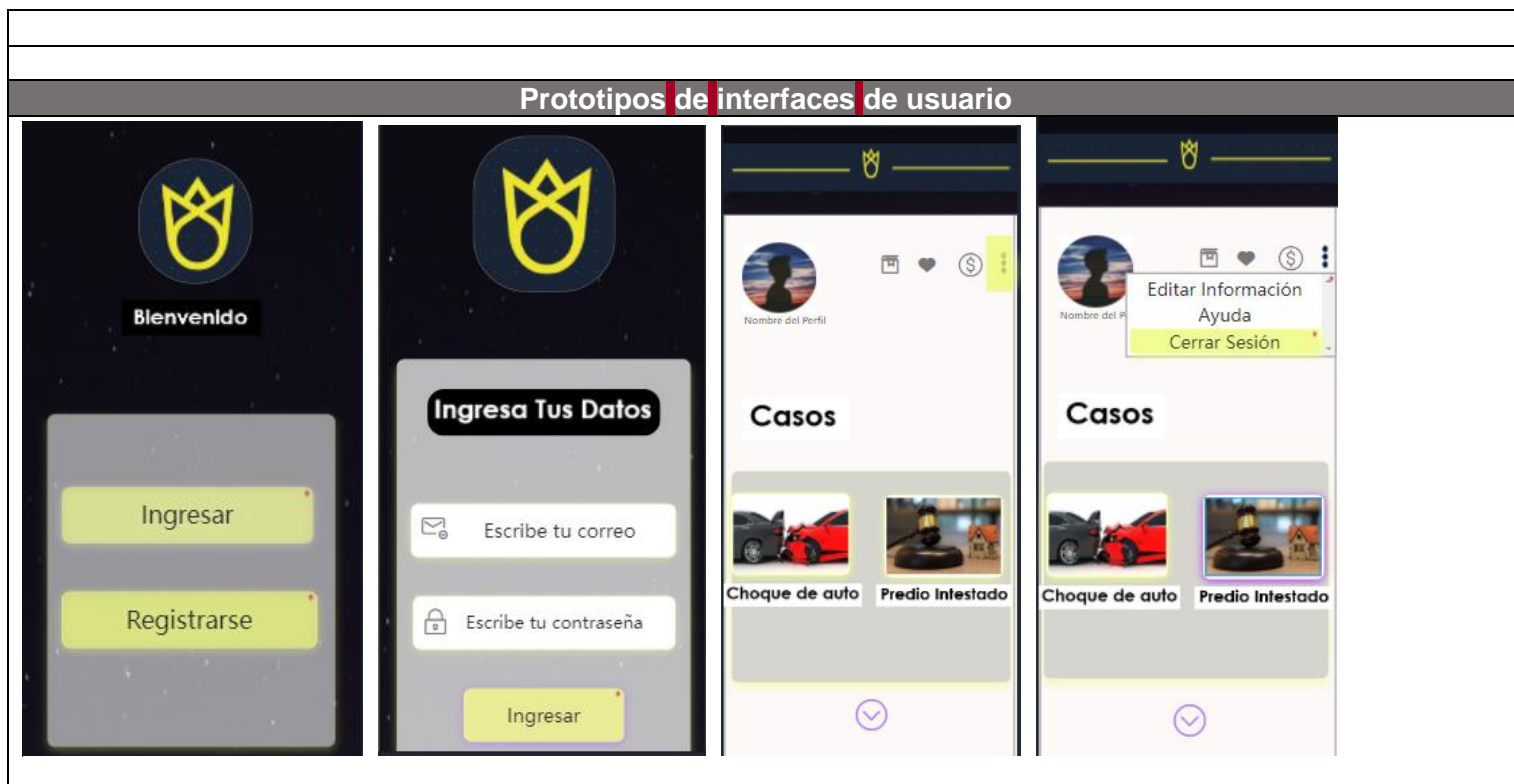 Prototipos de interfaces de usuario
Bienvenido
Ingresar
Registrarse
Ingresa Tus Datos
Escribe tu correo
Escribe tu contraseña
Ingresar
Nombre del Perfil
Casos
Choque de auto
Predio Intestado
Nombre del P
Editar Información
Ayuda
Cerrar Sesión
Casos
Choque de auto
Predio Intestado